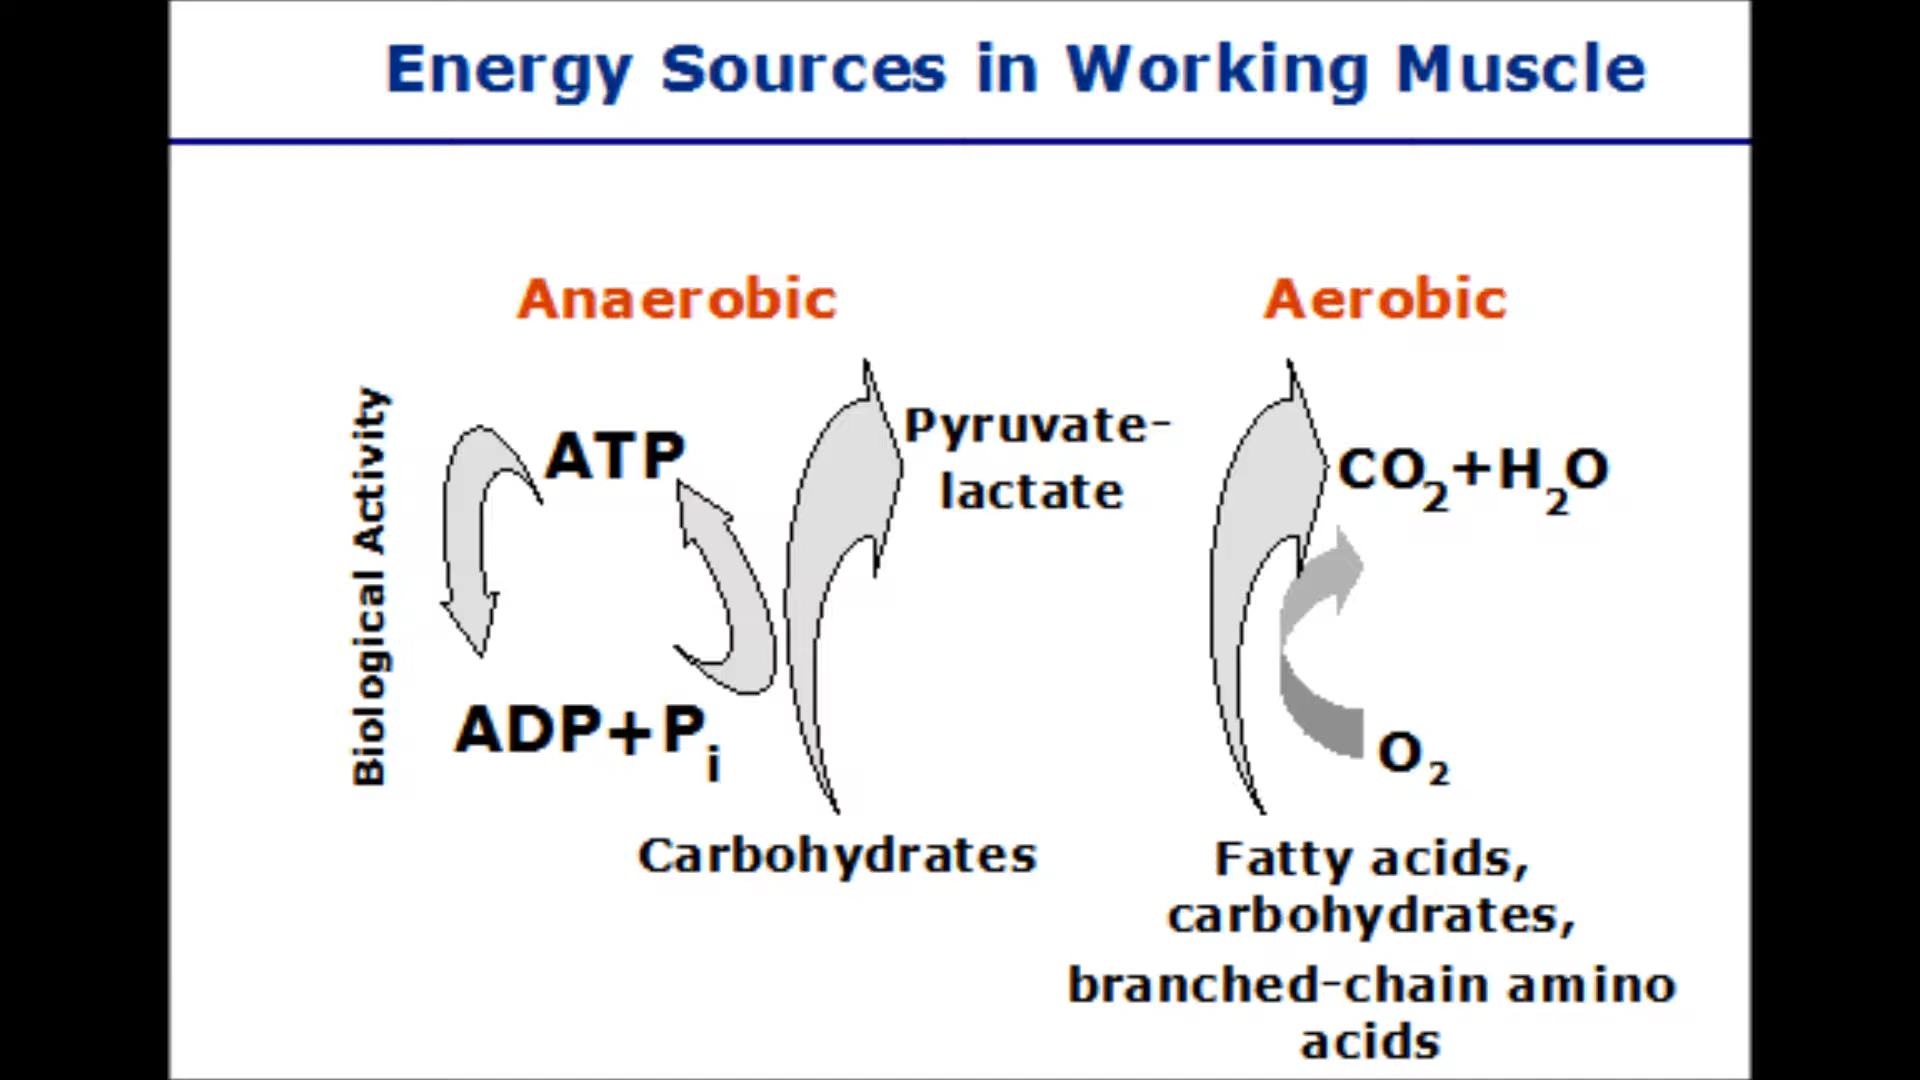 Energy Sources in Working Muscle
Anaerobic
Aerobic
Biological Activity
ATP
ADP+Pi
Pyruvate-
lactate
Carbohydrates
CO2+H2O
O2
Fatty acids,
carbohydrates,
branched-chain amino
acids